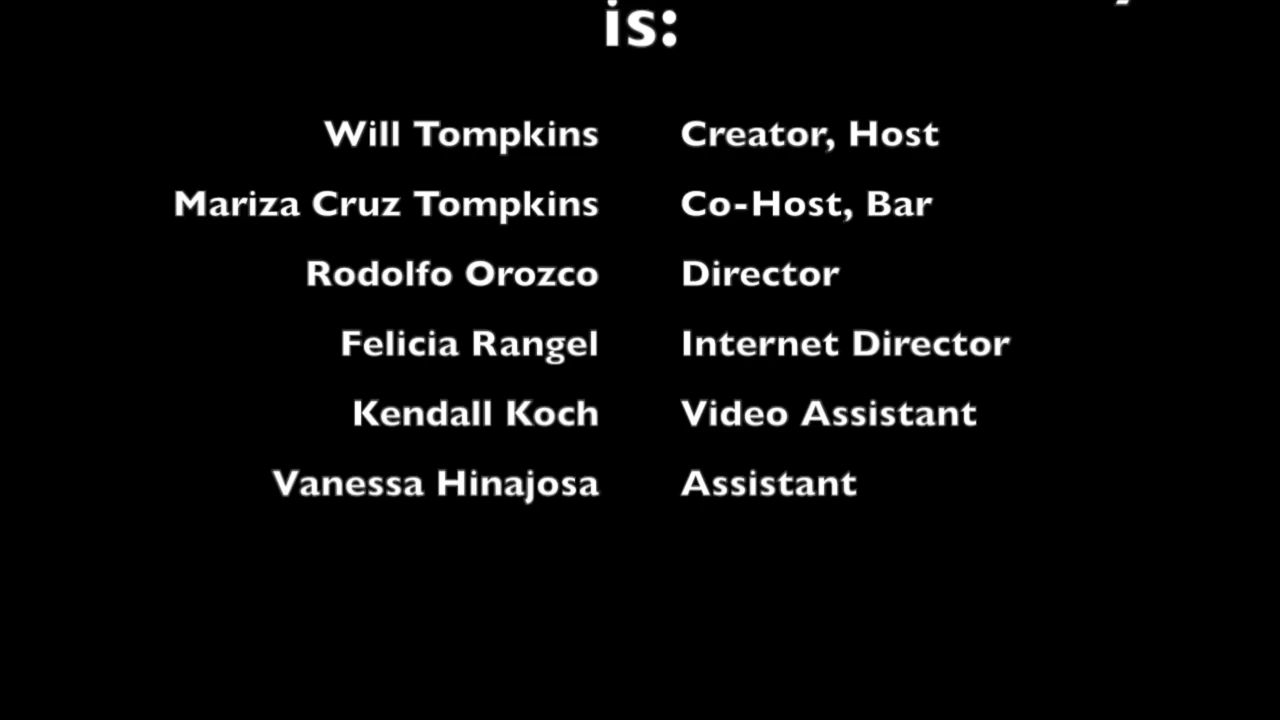 is:
Will Tompkins Creator, Host
Mariza Cruz Tompkins Co-Host, Bar
Rodolfo Orozco Director
Felicia Rangel Internet Director
Kendall Koch Video Assistant
Vanessa Hinajosa Assistant